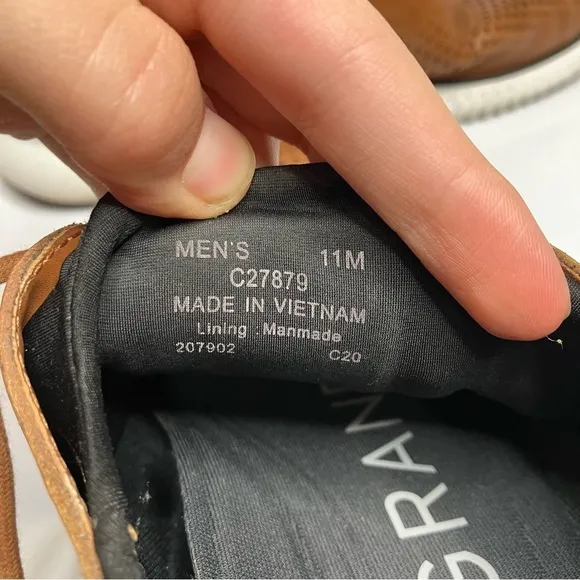 MEN'S 11M
C27879
MADE IN VIETNAM
Lining : Manmade
207902 C20
GRAN